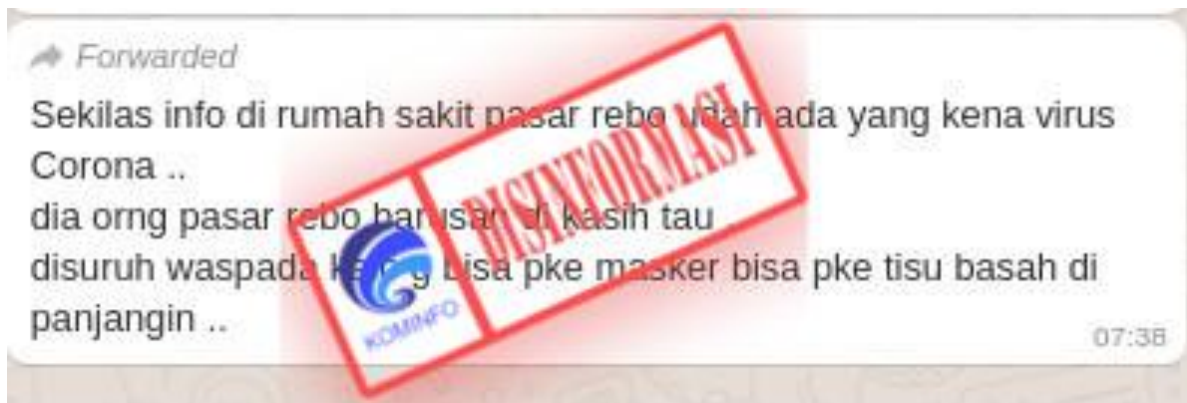 Forwarded
Sekilas info di rumah sakit pasar rebo udah ada yang kena virus
Corona ..
dia orng pasar rebo barusan di kasih tau
disuruh waspada bisa pke masker bisa pke tisu basah di
panjangin ..
07:38
DISINFORMASI
KOMINFO